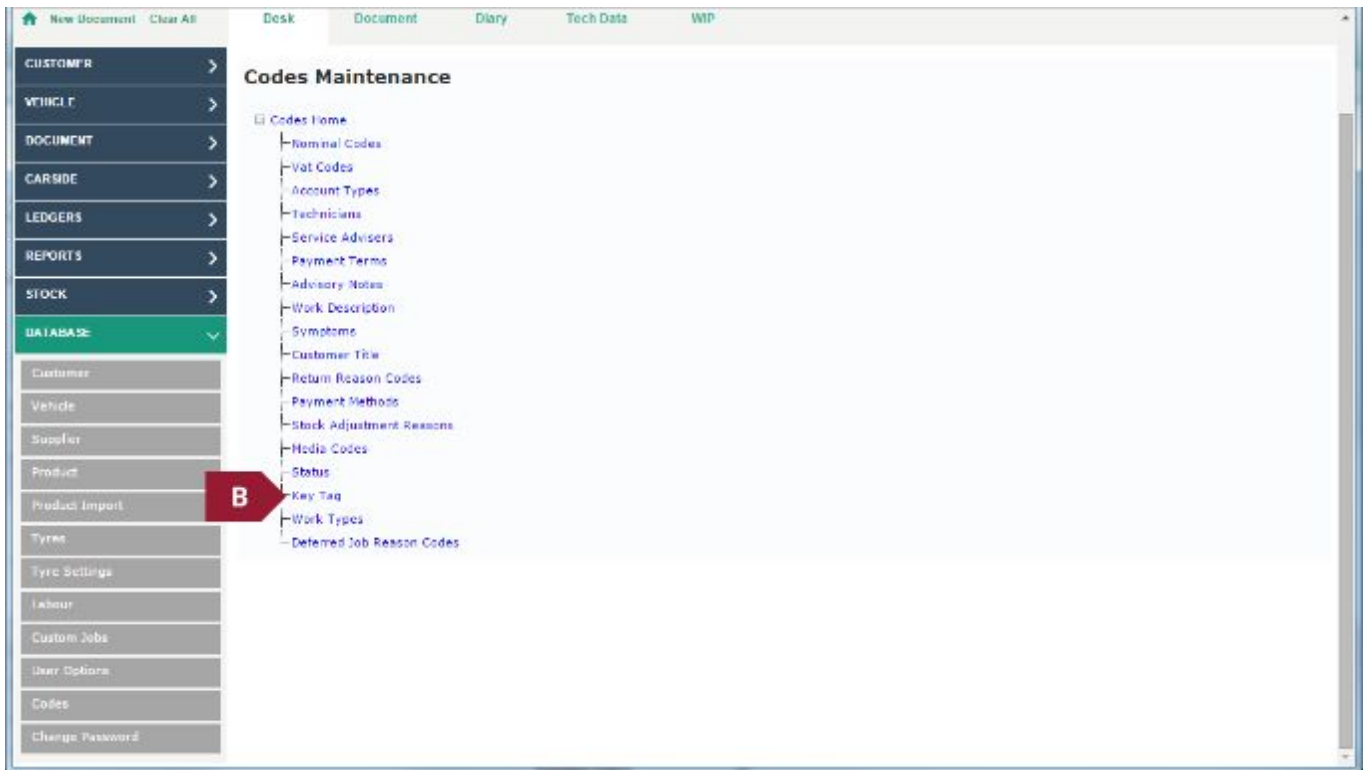 New Document Clear All Desk Document Diary Tech Data WIP
CUSTOMER
VEHICLE
DOCUMENT
CARSIDE
LEDGERS
REPORTS
STOCK
DATABASE
Customer
Vehicle
Supplier
Product
Product Import
Tyres
Tyre Settings
Labour
Custom Jobs
User Options
Codes
Change Password
Codes Maintenance
Codes Home
Nominal Codes
Vat Codes
Account Types
Technicians
Service Advisers
Payment Terms
Advisory Notes
Work Description
Symptoms
Customer Title
Return Reason Codes
Payment Methods
Stock Adjustment Reasons
Media Codes
Status
B
Key Tag
Work Types
Deferred Job Reason Codes